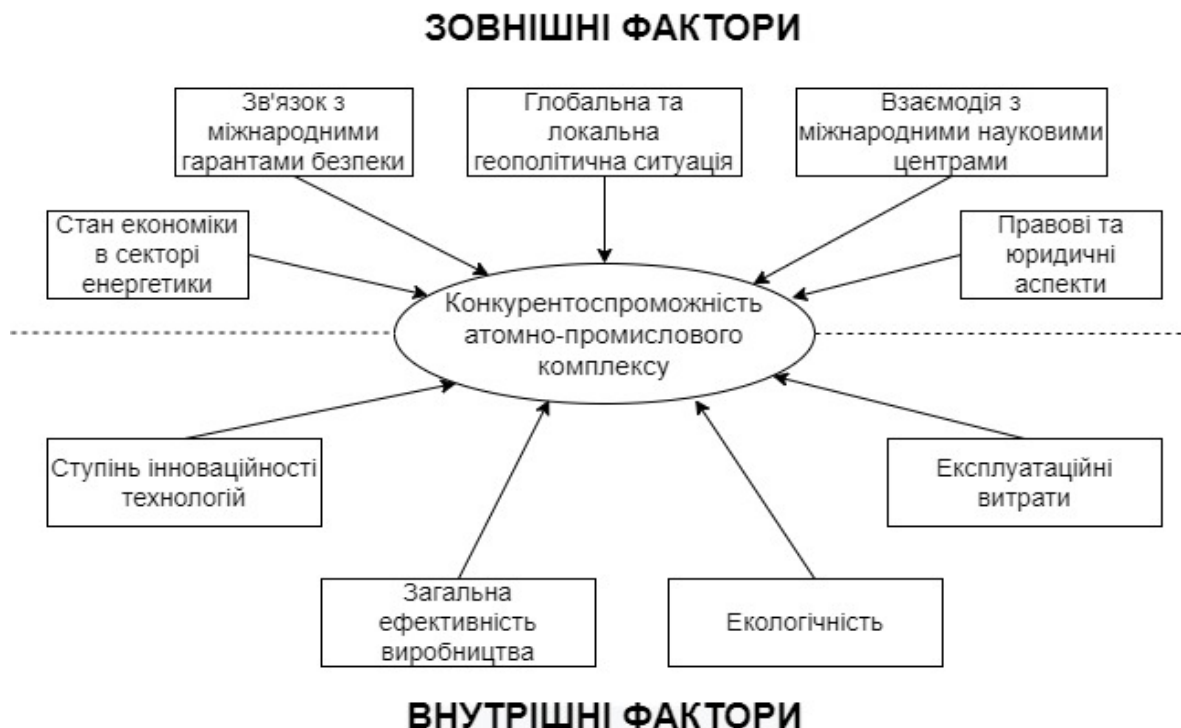 ЗОВНІШНІ ФАКТОРИ
Зв'язок з
міжнародними
гарантами безпеки
Глобальна та
локальна
геополітична ситуація
Взаємодія з
міжнародними науковими
центрами
Стан економіки
в секторі
енергетики
Правові та
юридичні
аспекти
Конкурентоспроможність
атомно-промислового
комплексу
Ступінь інноваційності
технологій
Експлуатаційні
витрати
Загальна
ефективність
виробництва
Екологічність
ВНУТРІШНІ ФАКТОРИ